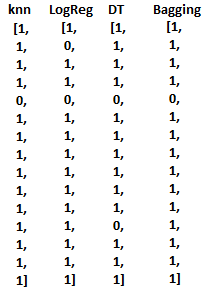 knn LogReg DT Bagging
[1, [1, [1, [1,
1, 0, 1, 1,
1, 1, 1, 1,
1, 1, 1, 1,
0, 0, 0, 0,
1, 1, 1, 1,
1, 1, 1, 1,
1, 1, 1, 1,
1, 1, 1, 1,
1, 1, 1, 1,
1, 1, 1, 1,
1, 1, 0, 1,
1, 1, 1, 1,
1, 1, 1, 1,
1] 1] 1] 1]